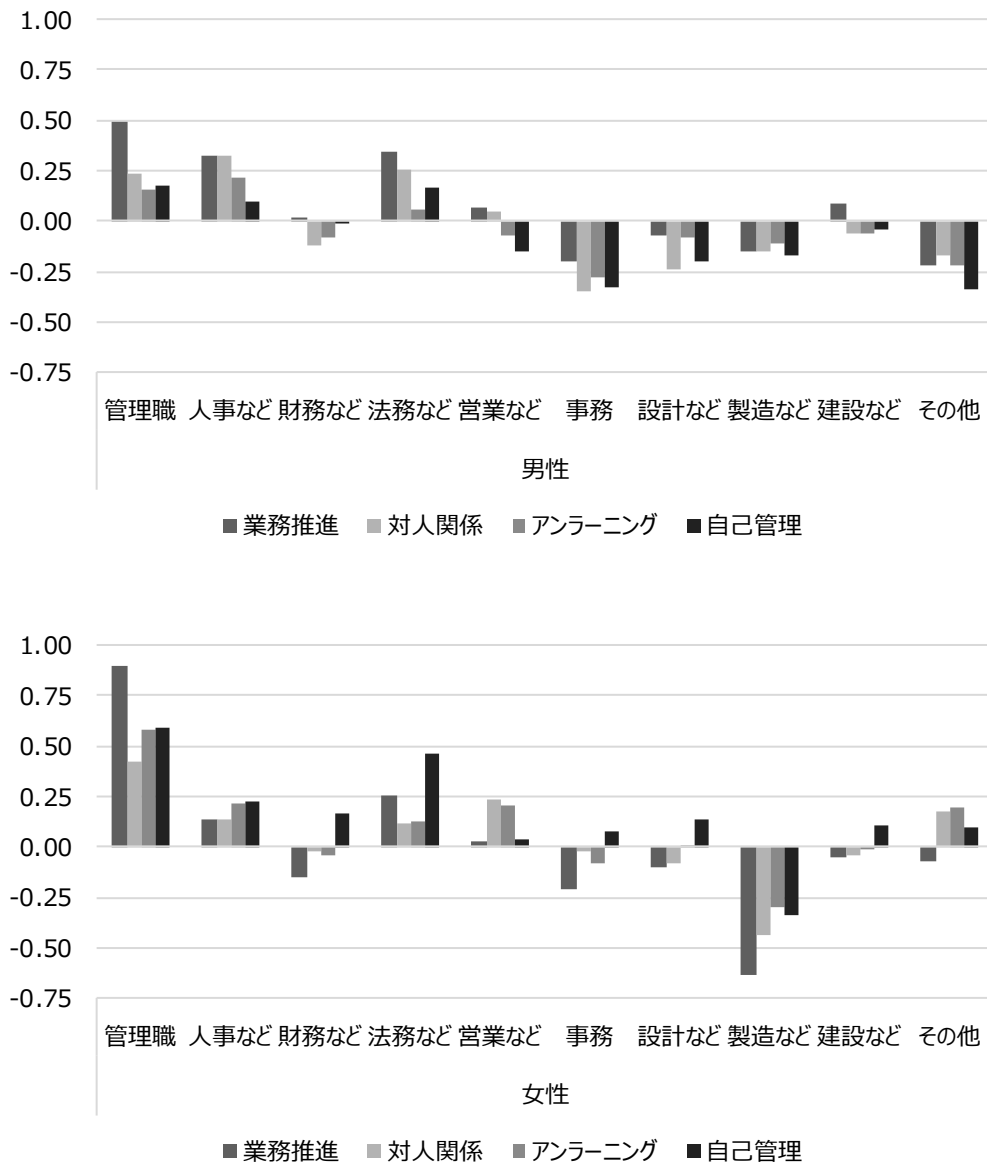 1.00
0.75
0.50
0.25
0.00
-0.25
-0.50
-0.75
管理職 人事など 財務など 法務など 営業など 事務 設計など 製造など 建設など その他
男性
業務推進 対人関係 アンラーニング 自己管理
1.00
0.75
0.50
0.25
0.00
-0.25
-0.50
-0.75
管理職 人事など 財務など 法務など 営業など 事務 設計など 製造など 建設など その他
女性
業務推進 対人関係 アンラーニング 自己管理